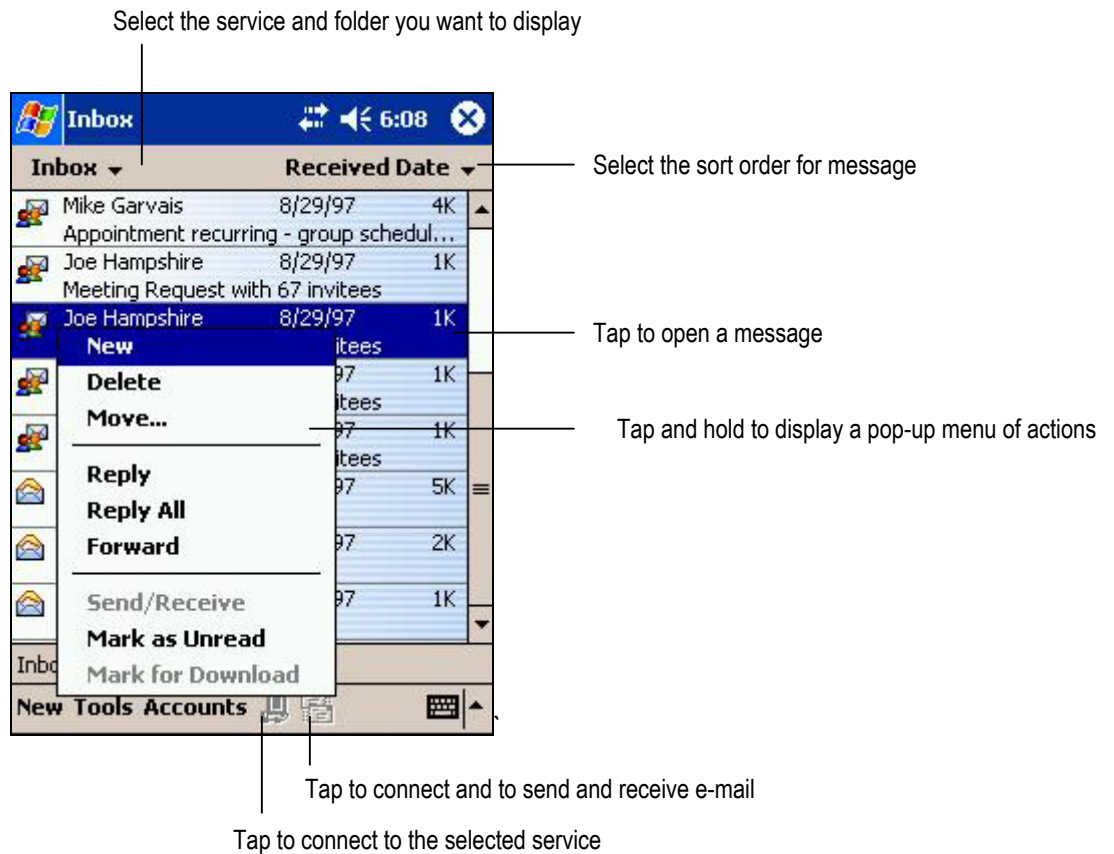 Select the service and folder you want to display
Inbox 6:08
Inbox Received Date
Select the sort order for message
Mike Garvais 8/29/97 4K
Appointment recurring - group schedul...
Joe Hampshire 8/29/97 1K
Meeting Request with 67 invitees
Joe Hampshire 8/29/97 1K
Tap to open a message
New itees
Delete 97 1K
itees
Move... 97 1K
Tap and hold to display a pop-up menu of actions
itees
Reply 97 5K
Reply All
Forward 97 2K
Send/Receive 97 1K
Mark as Unread
Inbo
Mark for Download
New Tools Accounts
Tap to connect and to send and receive e-mail
Tap to connect to the selected service